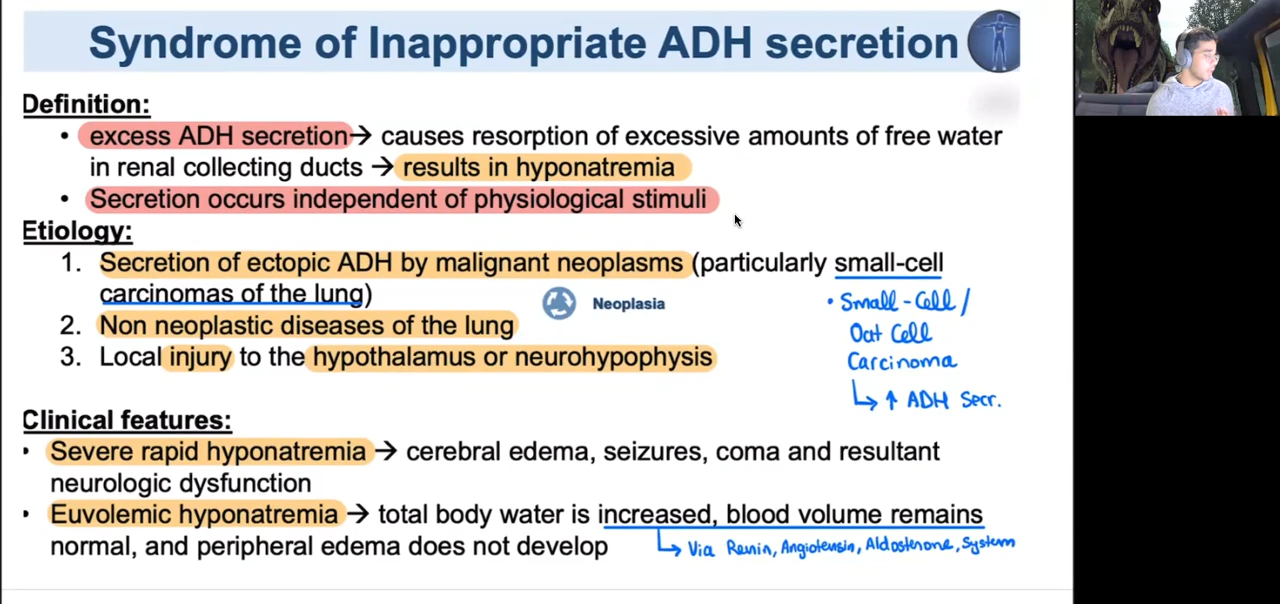 Syndrome of Inappropriate ADH secretion
Definition:
• excess ADH secretion→ causes resorption of excessive amounts of free water
in renal collecting ducts → results in hyponatremia
• Secretion occurs independent of physiological stimuli
Etiology:
1. Secretion of ectopic ADH by malignant neoplasms (particularly small-cell
carcinomas of the lung)
Neoplasia
2. Non neoplastic diseases of the lung
3. Local injury to the hypothalamus or neurohypophysis
• Small-Cell/
Oat Cell
Carcinoma
↳ ↑ ADH Secr.
Clinical features:
• Severe rapid hyponatremia → cerebral edema, seizures, coma and resultant
neurologic dysfunction
• Euvolemic hyponatremia → total body water is increased, blood volume remains
normal, and peripheral edema does not develop
↳ Via Renin, Angiotensin, Aldosterone, System